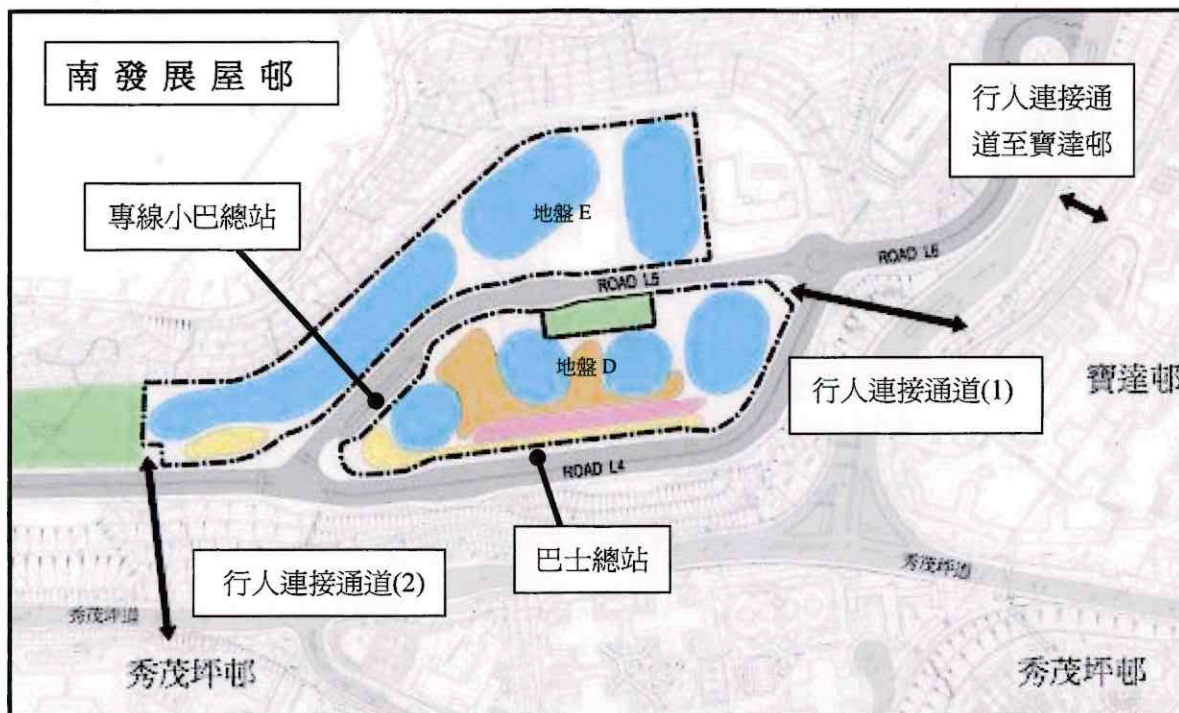 南發展屋邨
行人連接通
道至寶達邨
專線小巴總站
地盤 E
ROAD L6
ROAD L5
地盤 D
行人連接通道(1)
寶達邨
ROAD L4
巴士總站
行人連接通道(2)
秀茂坪道
秀茂坪道
秀茂坪邨
秀茂坪邨